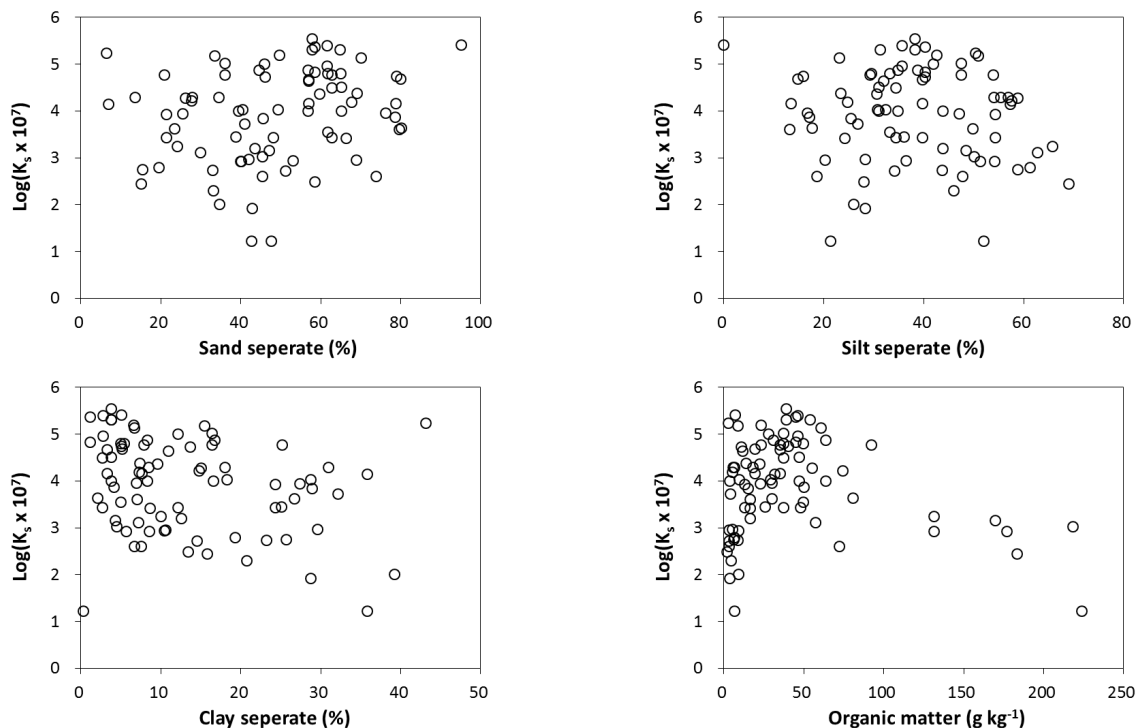 6
5
4
3
2
1
0
Log(Kₛ x 10⁷)
0 20 40 60 80 100
Sand seperate (%)
6
5
4
3
2
1
0
Log(Kₛ x 10⁷)
0 20 40 60 80
Silt seperate (%)
6
5
4
3
2
1
0
Log(Kₛ x 10⁷)
0 10 20 30 40 50
Clay seperate (%)
6
5
4
3
2
1
0
Log(Kₛ x 10⁷)
0 50 100 150 200 250
Organic matter (g kg⁻¹)